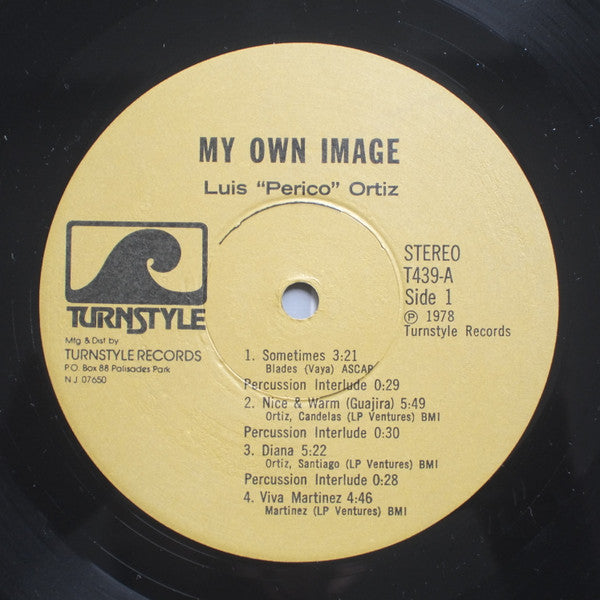 MY OWN IMAGE
Luis "Perico" Ortiz
TURNSTYLE
Mfg & Dist by
TURNSTYLE RECORDS
P.O. Box 88 Palisades Park
N J 07650
STEREO
T439-A
Side 1
℗ 1978
Turnstyle Records
1. Sometimes 3:21
Blades (Vaya) ASCAP
Percussion Interlude 0:29
2. Nice & Warm (Guajira) 5:49
Ortiz, Candelas (LP Ventures) BMI
Percussion Interlude 0:30
3. Diana 5:22
Ortiz, Santiago (LP Ventures) BMI
Percussion Interlude 0:28
4. Viva Martinez 4:46
Martinez (LP Ventures) BMI